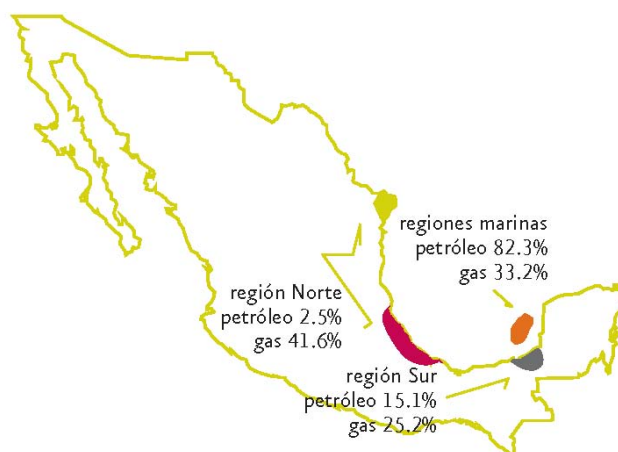 regiones marinas
petróleo 82.3%
gas 33.2%
región Norte
petróleo 2.5%
gas 41.6%
región Sur
petróleo 15.1%
gas 25.2%